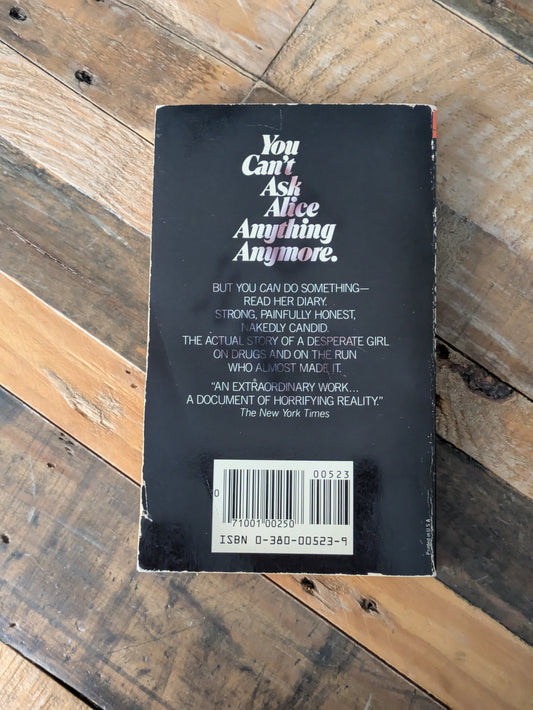 You
Can't
Ask
Alice
Anything
Anymore.
BUT YOU CAN DO SOMETHING—
READ HER DIARY.
STRONG, PAINFULLY HONEST,
NAKEDLY CANDID.
THE ACTUAL STORY OF A DESPERATE GIRL
ON DRUGS AND ON THE RUN
WHO ALMOST MADE IT.
"AN EXTRAORDINARY WORK...
A DOCUMENT OF HORRIFYING REALITY."
The New York Times
00523
0
71001 00250
ISBN 0-380-00523-9
Printed in U.S.A.